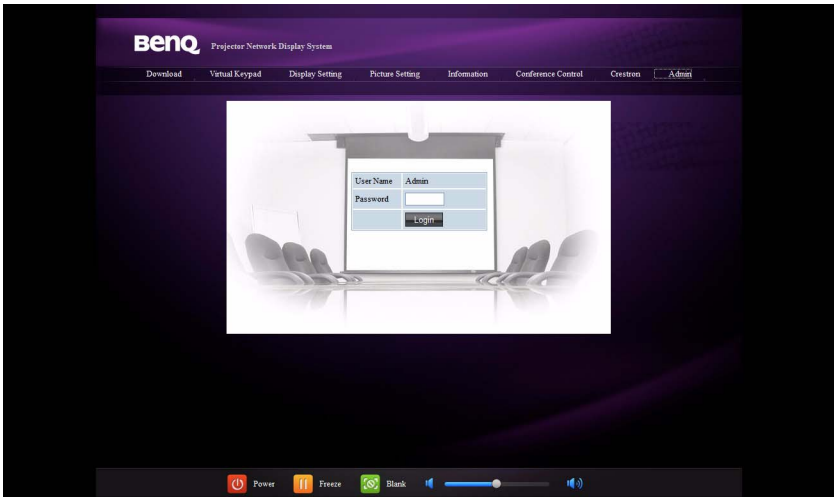 BenQ Projector Network Display System
Download Virtual Keypad Display Setting Picture Setting Information Conference Control Crestron Admin
User Name Admin
Password
Login
Power Freeze Blank